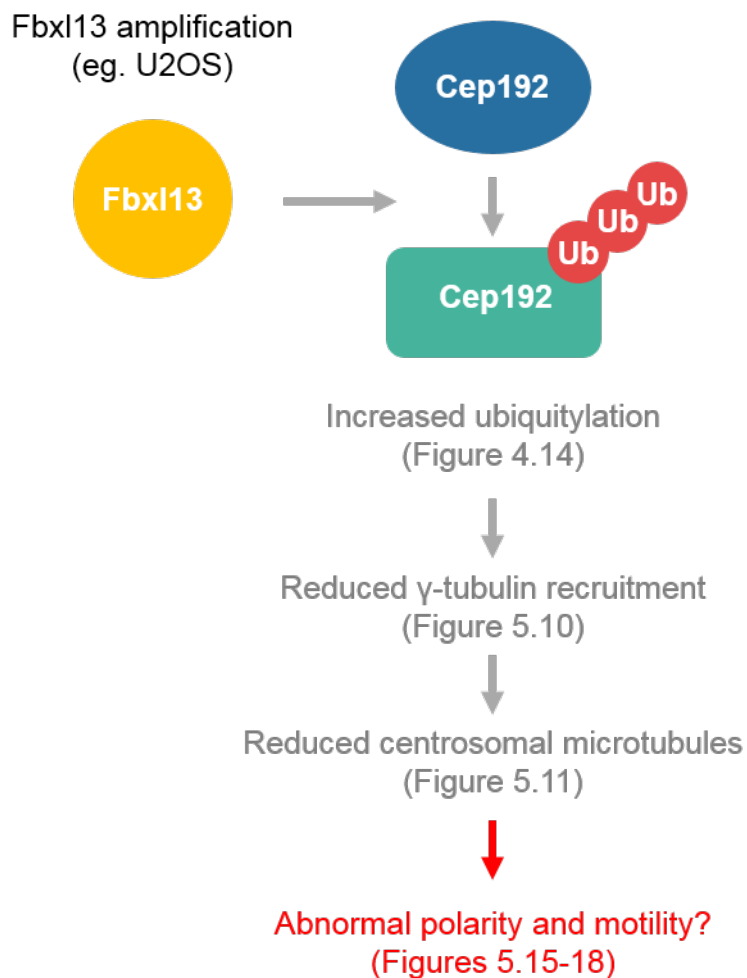 Fbxl13 amplification
(eg. U2OS)
Cep192
Fbxl13
Ub
Ub
Ub
Cep192
Increased ubiquitylation
(Figure 4.14)
Reduced γ-tubulin recruitment
(Figure 5.10)
Reduced centrosomal microtubules
(Figure 5.11)
Abnormal polarity and motility?
(Figures 5.15-18)